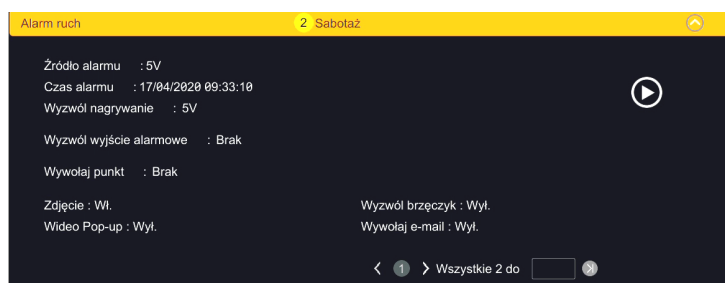 Alarm ruch 2 Sabotaż
Źródło alarmu : 5V
Czas alarmu : 17/04/2020 09:33:10
Wyzwól nagrywanie : 5V
Wyzwól wyjście alarmowe : Brak
Wywołaj punkt : Brak
Zdjęcie : Wł. Wyzwól brzęczyk : Wył.
Wideo Pop-up : Wył. Wywołaj e-mail : Wył.
1 Wszystkie 2 do